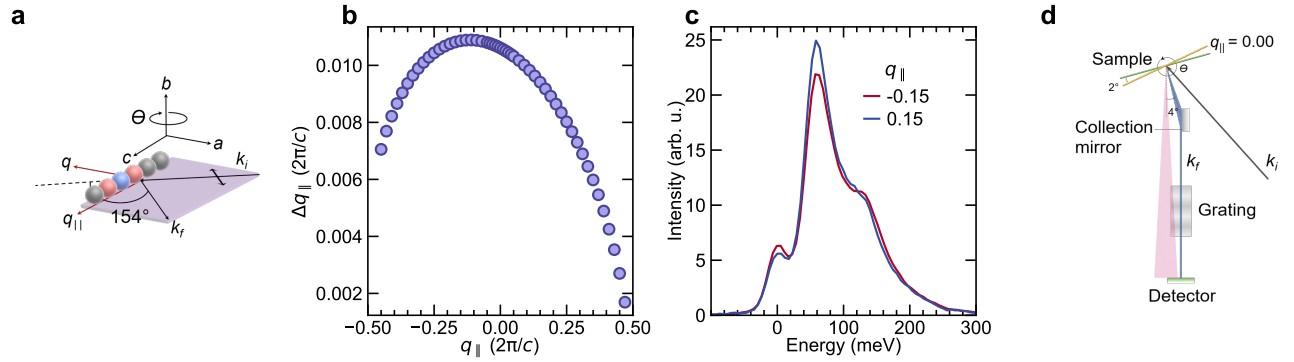 a
b
c
d
b
Θ
a
c
q
k_i
q_||
154°
k_f
Δq_∥ (2π/c)
0.010
0.008
0.006
0.004
0.002
−0.50
−0.25
0.00
0.25
0.50
q_∥ (2π/c)
Intensity (arb. u.)
25
20
15
10
5
0
q_∥
-0.15
0.15
0
100
200
300
Energy (meV)
q_∥ = 0.00
Sample
Θ
2°
4°
Collection
mirror
k_f
k_i
Grating
Detector